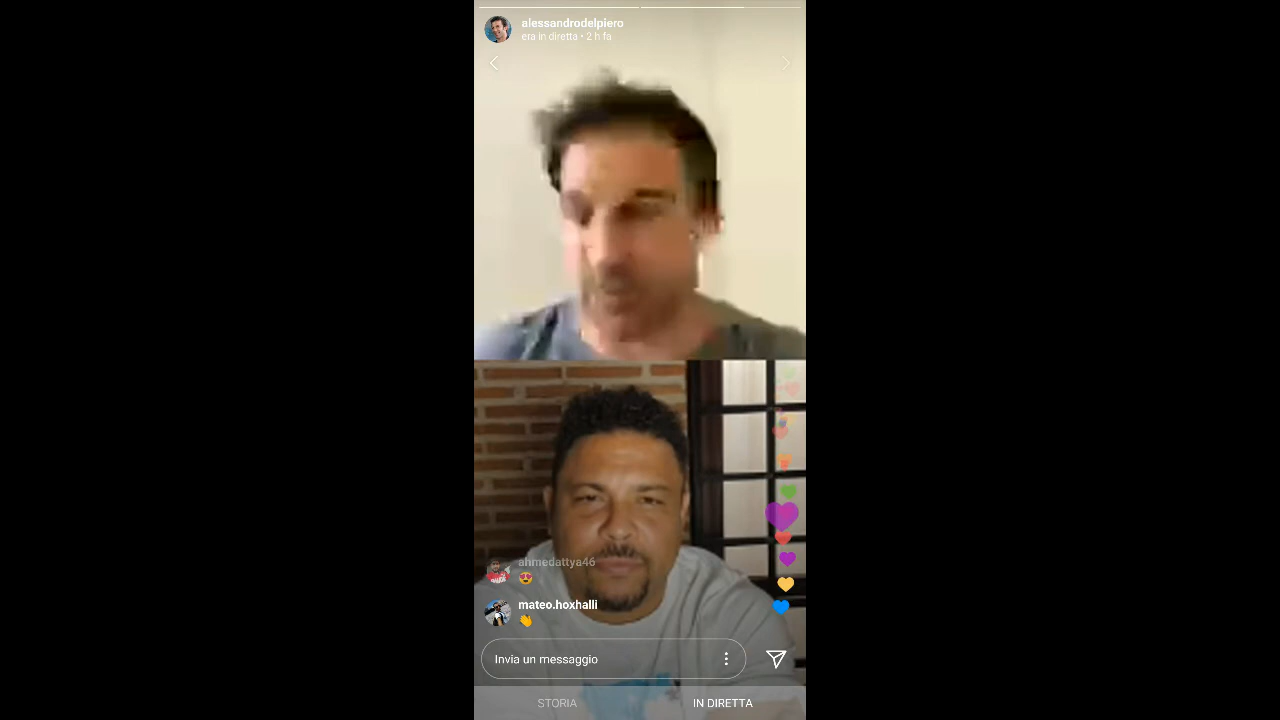 alessandrodelpiero
era in diretta • 2 h fa
ahmedattya46
😍
mateo.hoxhalli
👏
Invia un messaggio
STORIA
IN DIRETTA